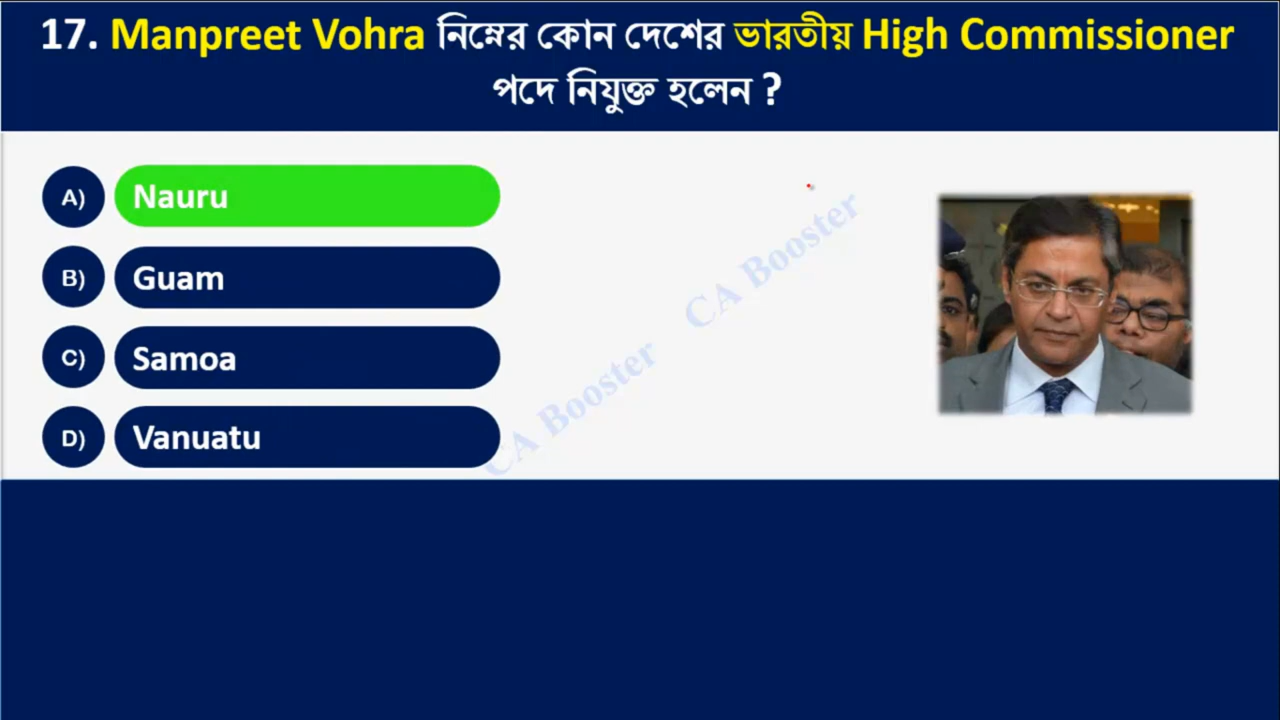 17. Manpreet Vohra নিম্নের কোন দেশের ভারতীয় High Commissioner
পদে নিযুক্ত হলেন ?
A) Nauru
B) Guam
C) Samoa
D) Vanuatu
CA Booster
CA Booster